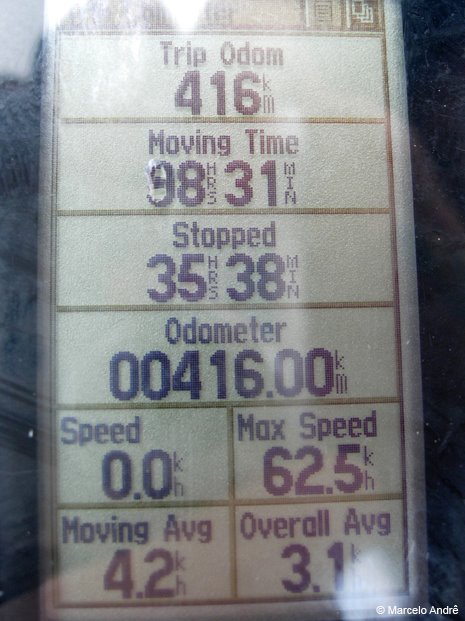 Trip Odom
416 km
Moving Time
98 HRS 31 MIN
Stopped
35 HRS 38 MIN
Odometer
00416.00 km
Speed Max Speed
0.0 kh 62.5 kh
Moving Avg Overall Avg
4.2 kh 3.1 kh
© Marcelo Andrê